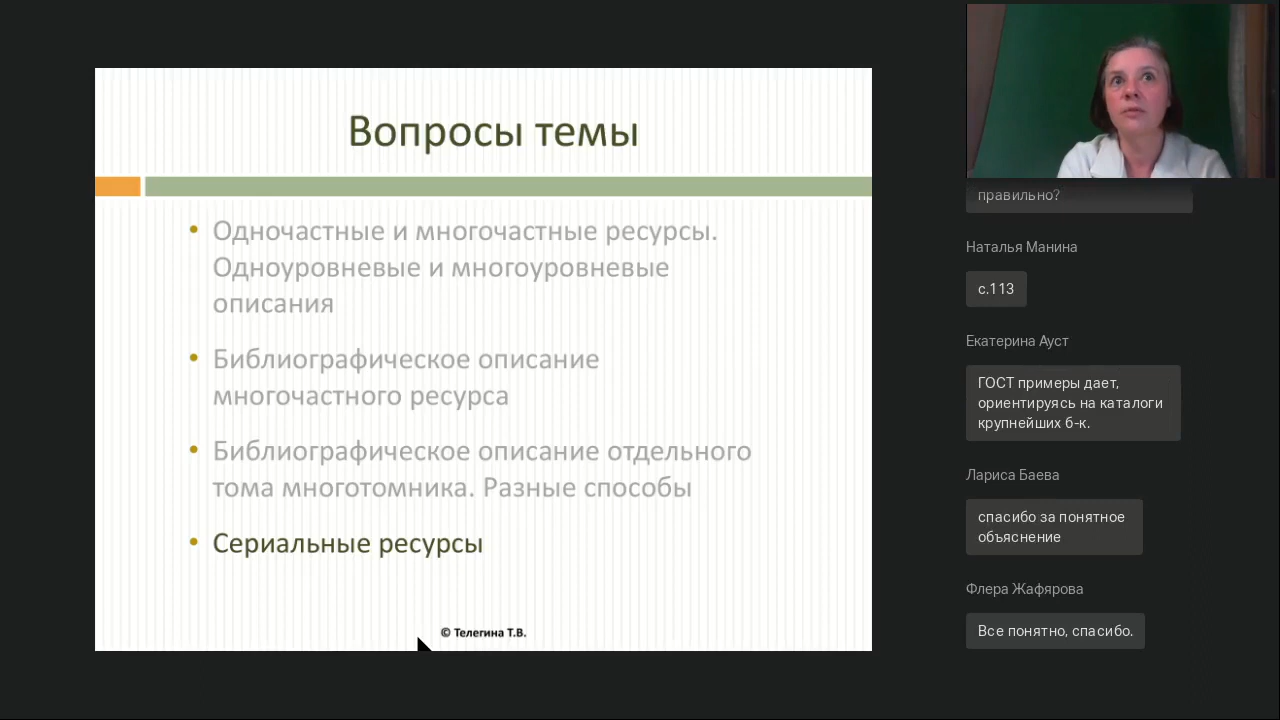 Вопросы темы
• Одночастные и многочастные ресурсы.
Одноуровневые и многоуровневые
описания
• Библиографическое описание
многочастного ресурса
• Библиографическое описание отдельного
тома многотомника. Разные способы
• Сериальные ресурсы
© Телегина Т.В.
правильно?
Наталья Манина
с.113
Екатерина Ауст
ГОСТ примеры дает,
ориентируясь на каталоги
крупнейших б-к.
Лариса Баева
спасибо за понятное
объяснение
Флера Жафярова
Все понятно, спасибо.